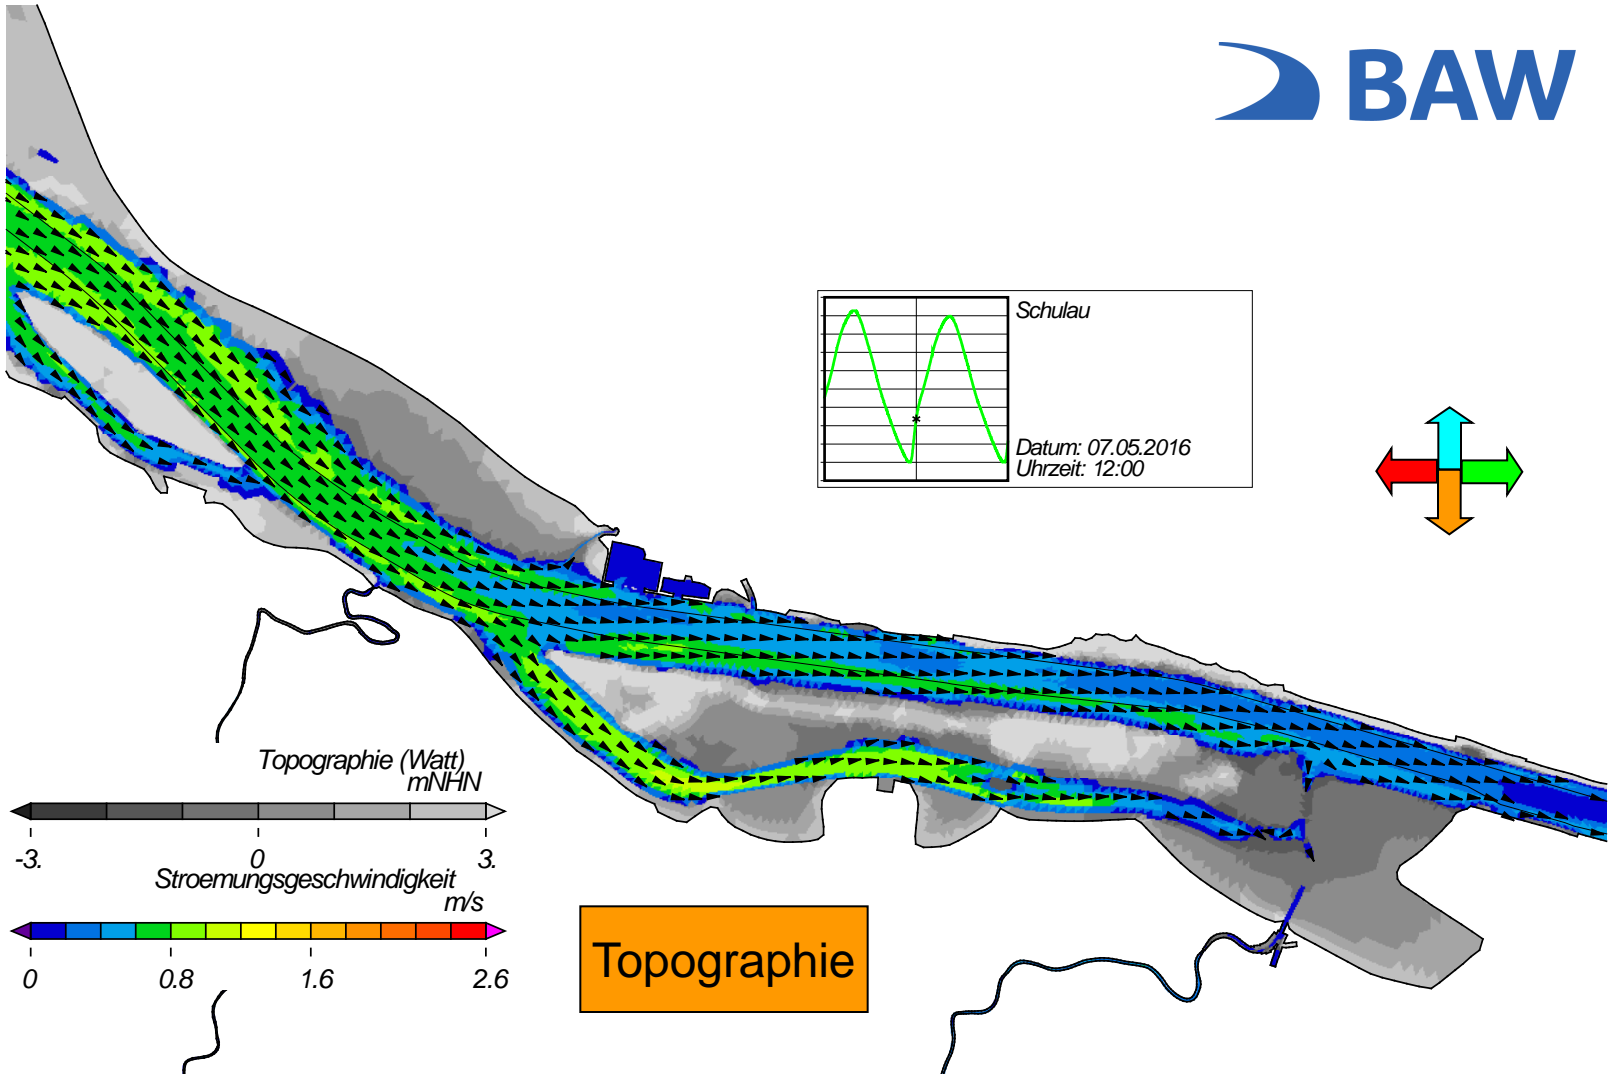 BAW
Schulau
Datum: 07.05.2016
Uhrzeit: 12:00
Topographie (Watt)
mNHN
-3. 0 3.
Stroemungsgeschwindigkeit
m/s
0 0.8 1.6 2.6
Topographie